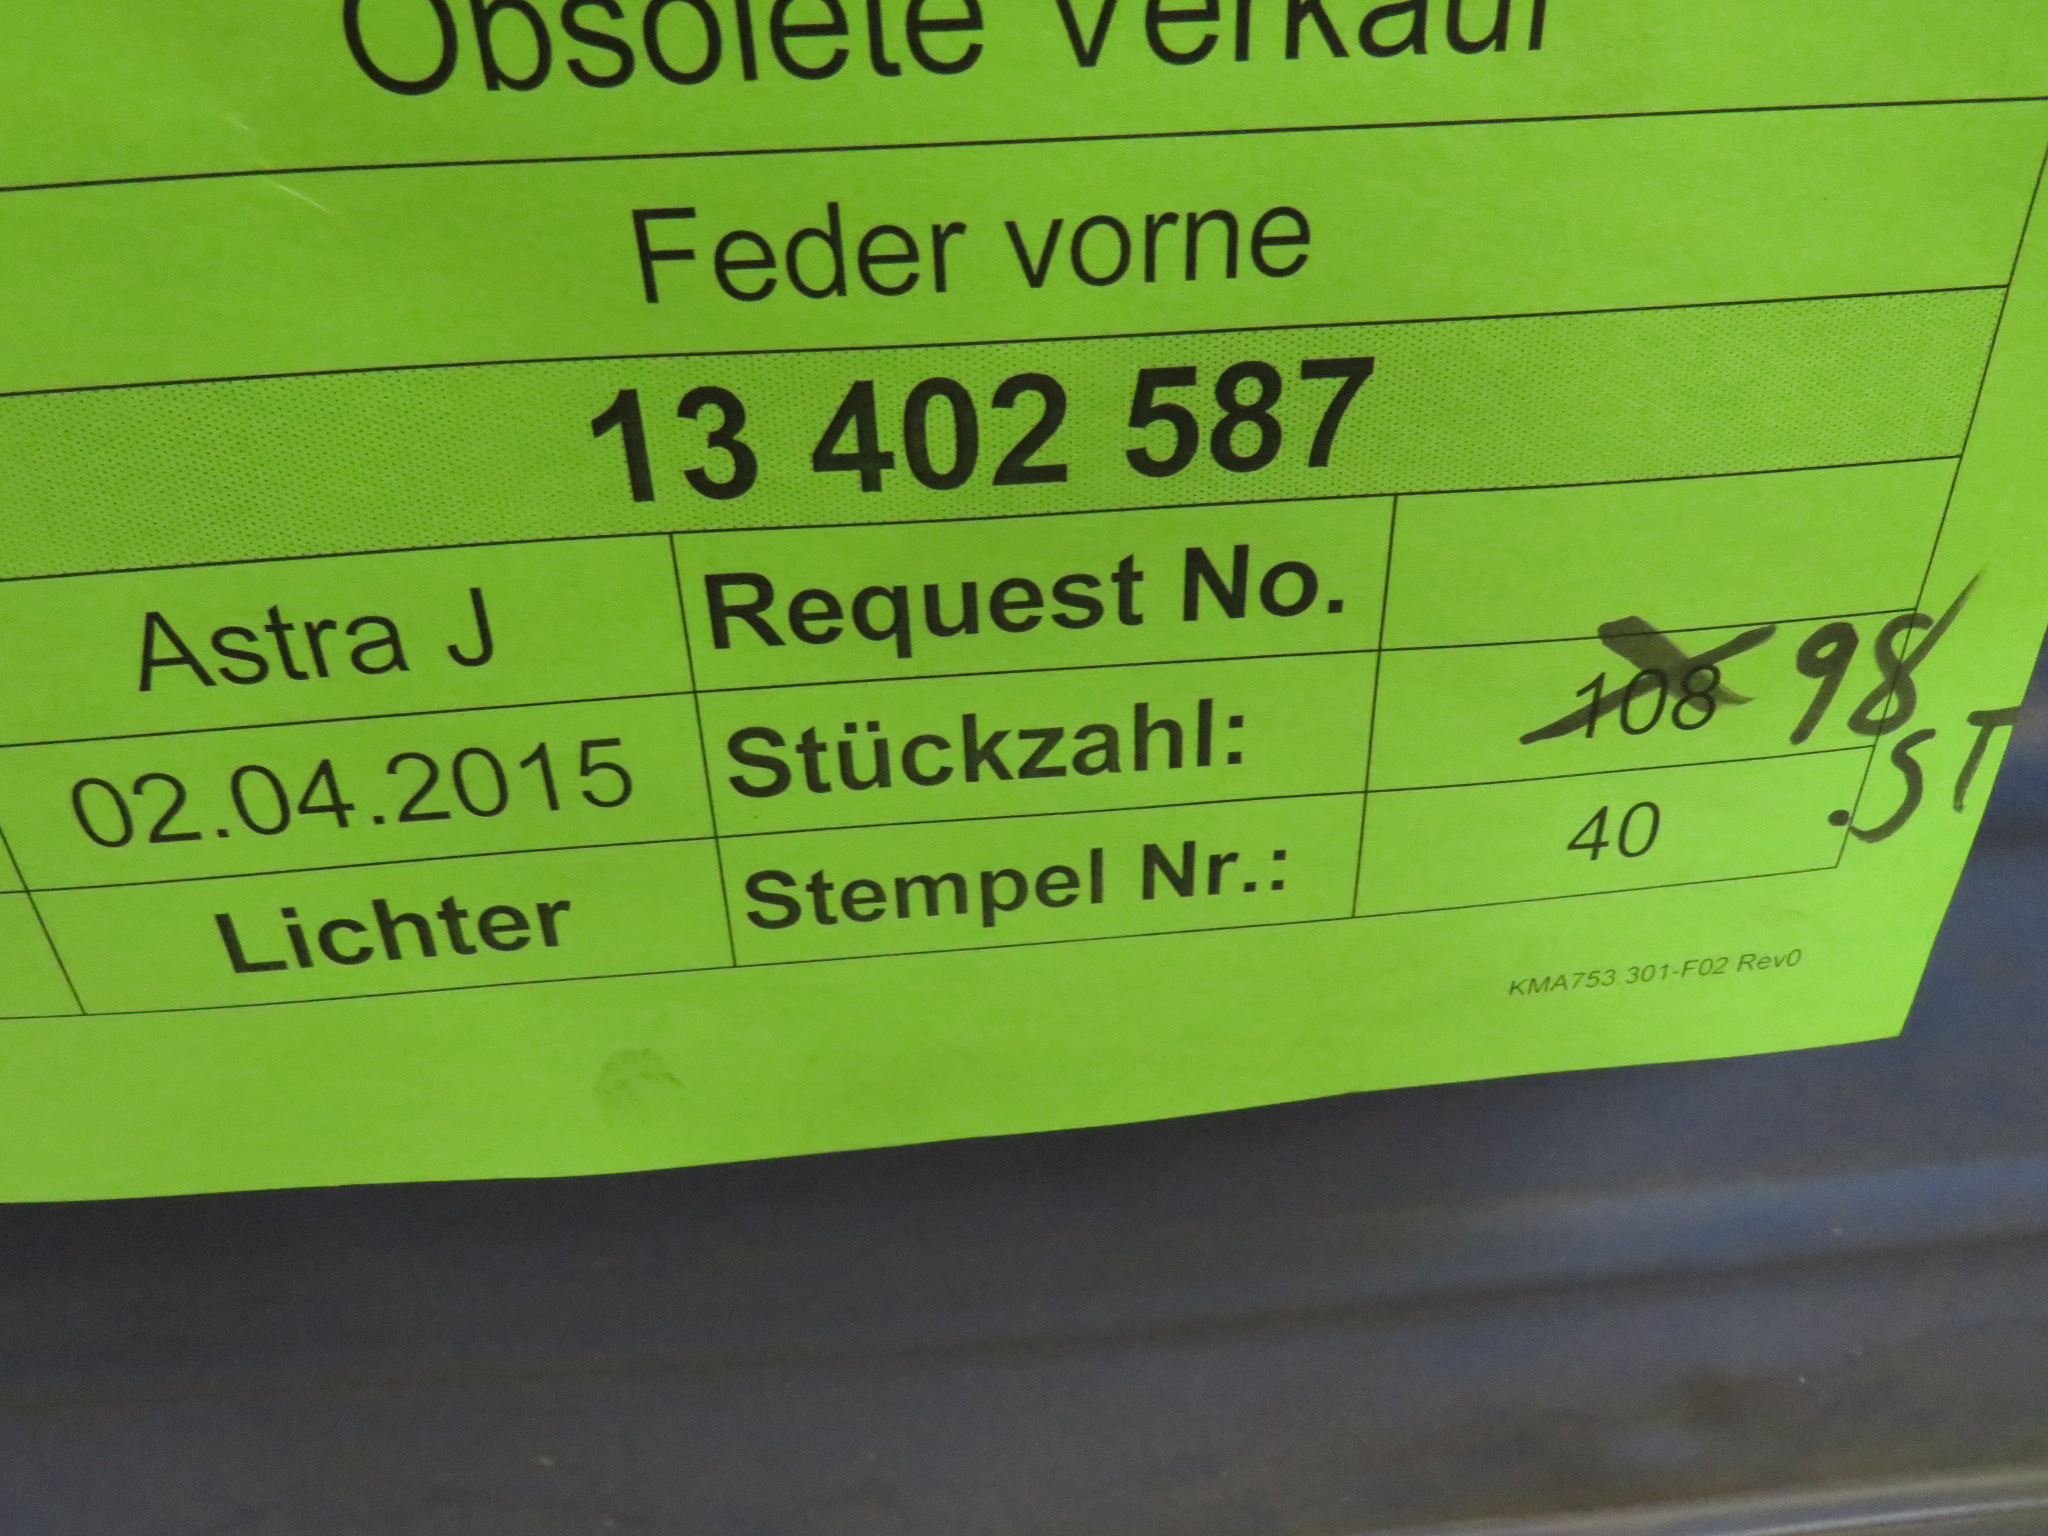 Obsolete Verkauf
Feder vorne
13 402 587
Astra J Request No.
02.04.2015 Stückzahl: 108 98 .ST
Lichter Stempel Nr.: 40
KMA753.301-F02 Rev0